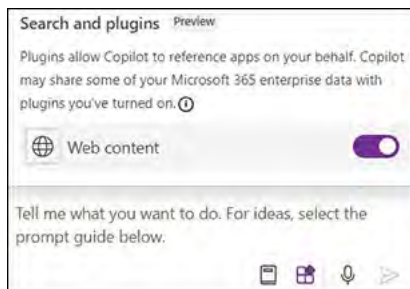 Search and plugins Preview
Plugins allow Copilot to reference apps on your behalf. Copilot
may share some of your Microsoft 365 enterprise data with
plugins you've turned on.
Web content
Tell me what you want to do. For ideas, select the
prompt guide below.